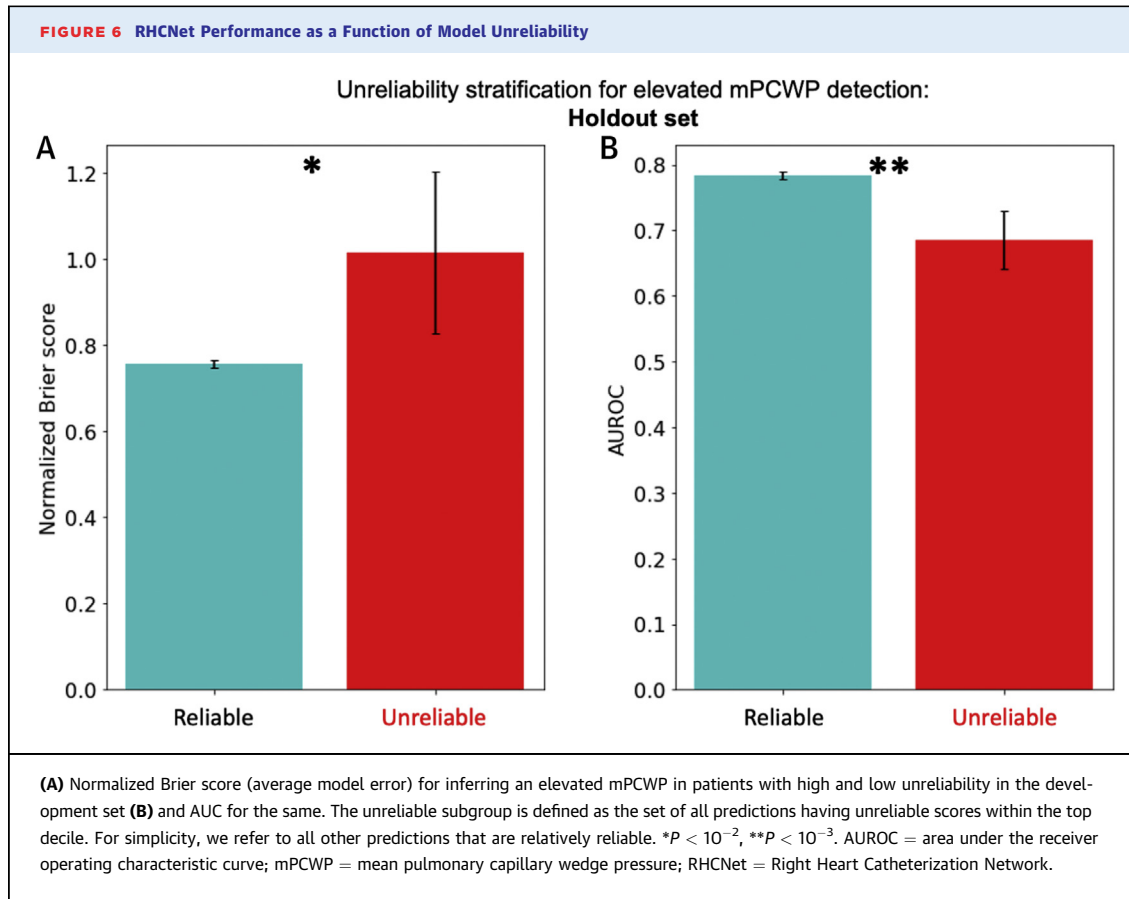 FIGURE 6 RHCNet Performance as a Function of Model Unreliability
Unreliability stratification for elevated mPCWP detection:
Holdout set
A
*
Normalized Brier score
1.2
1.0
0.8
0.6
0.4
0.2
0.0
Reliable
Unreliable
B
**
AUROC
0.8
0.7
0.6
0.5
0.4
0.3
0.2
0.1
0.0
Reliable
Unreliable
(A) Normalized Brier score (average model error) for inferring an elevated mPCWP in patients with high and low unreliability in the devel-
opment set (B) and AUC for the same. The unreliable subgroup is defined as the set of all predictions having unreliable scores within the top
decile. For simplicity, we refer to all other predictions that are relatively reliable. *P < 10⁻², **P < 10⁻³. AUROC = area under the receiver
operating characteristic curve; mPCWP = mean pulmonary capillary wedge pressure; RHCNet = Right Heart Catheterization Network.